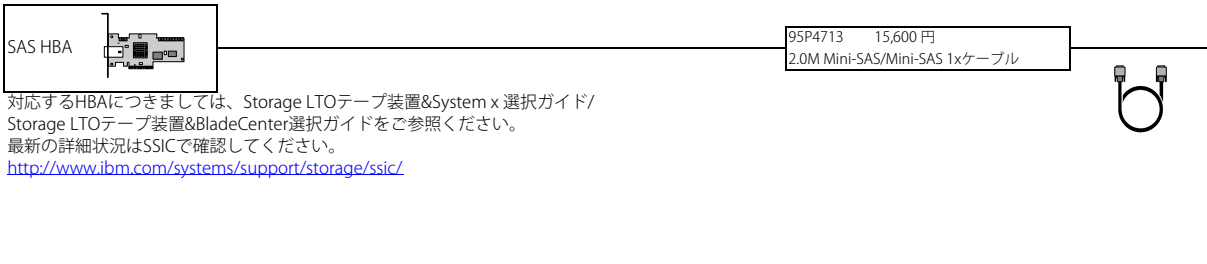 SAS HBA
95P4713 15,600 円
2.0M Mini-SAS/Mini-SAS 1xケーブル
対応するHBAにつきましては、Storage LTOテープ装置&System x 選択ガイド/
Storage LTOテープ装置&BladeCenter選択ガイドをご参照ください。
最新の詳細状況はSSICで確認してください。
http://www.ibm.com/systems/support/storage/ssic/